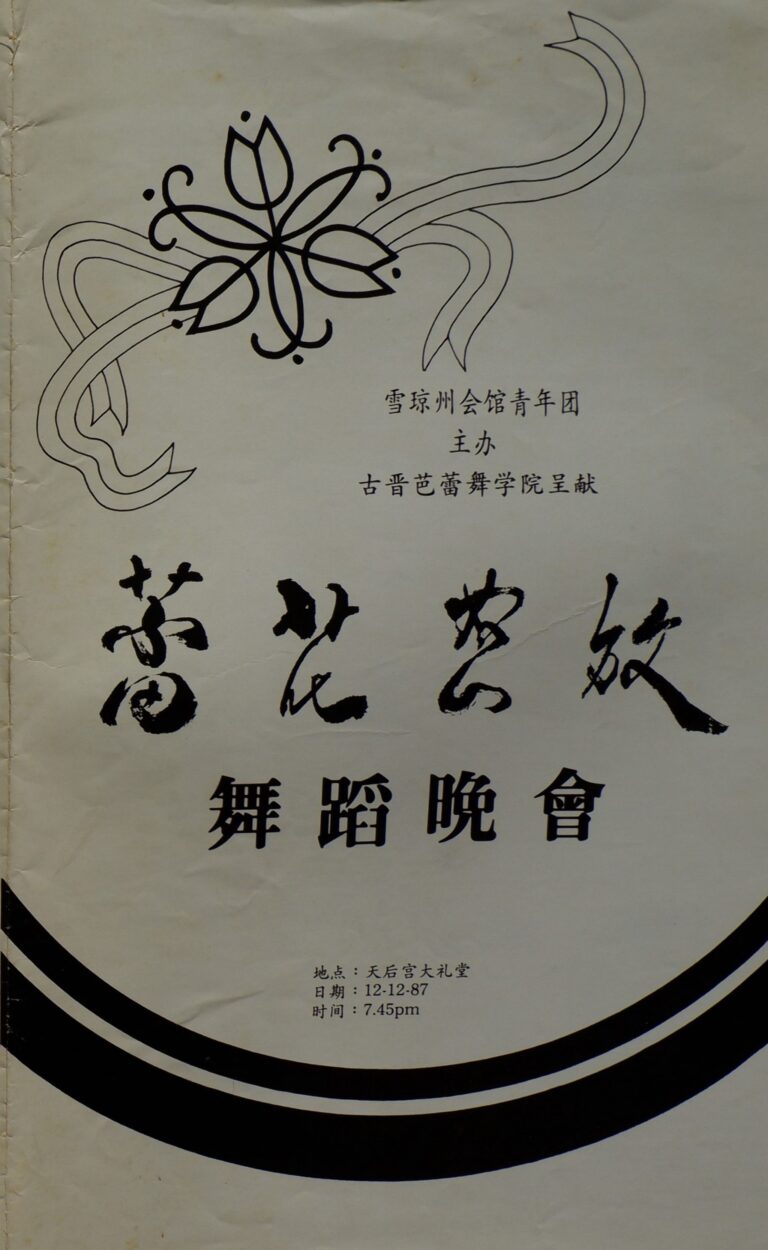 雪琼州会馆青年团
主办
古晋芭蕾舞学院呈献
蕾花怒放
舞蹈晚會
地点：天后宫大礼堂
日期：12-12-87
时间：7.45pm